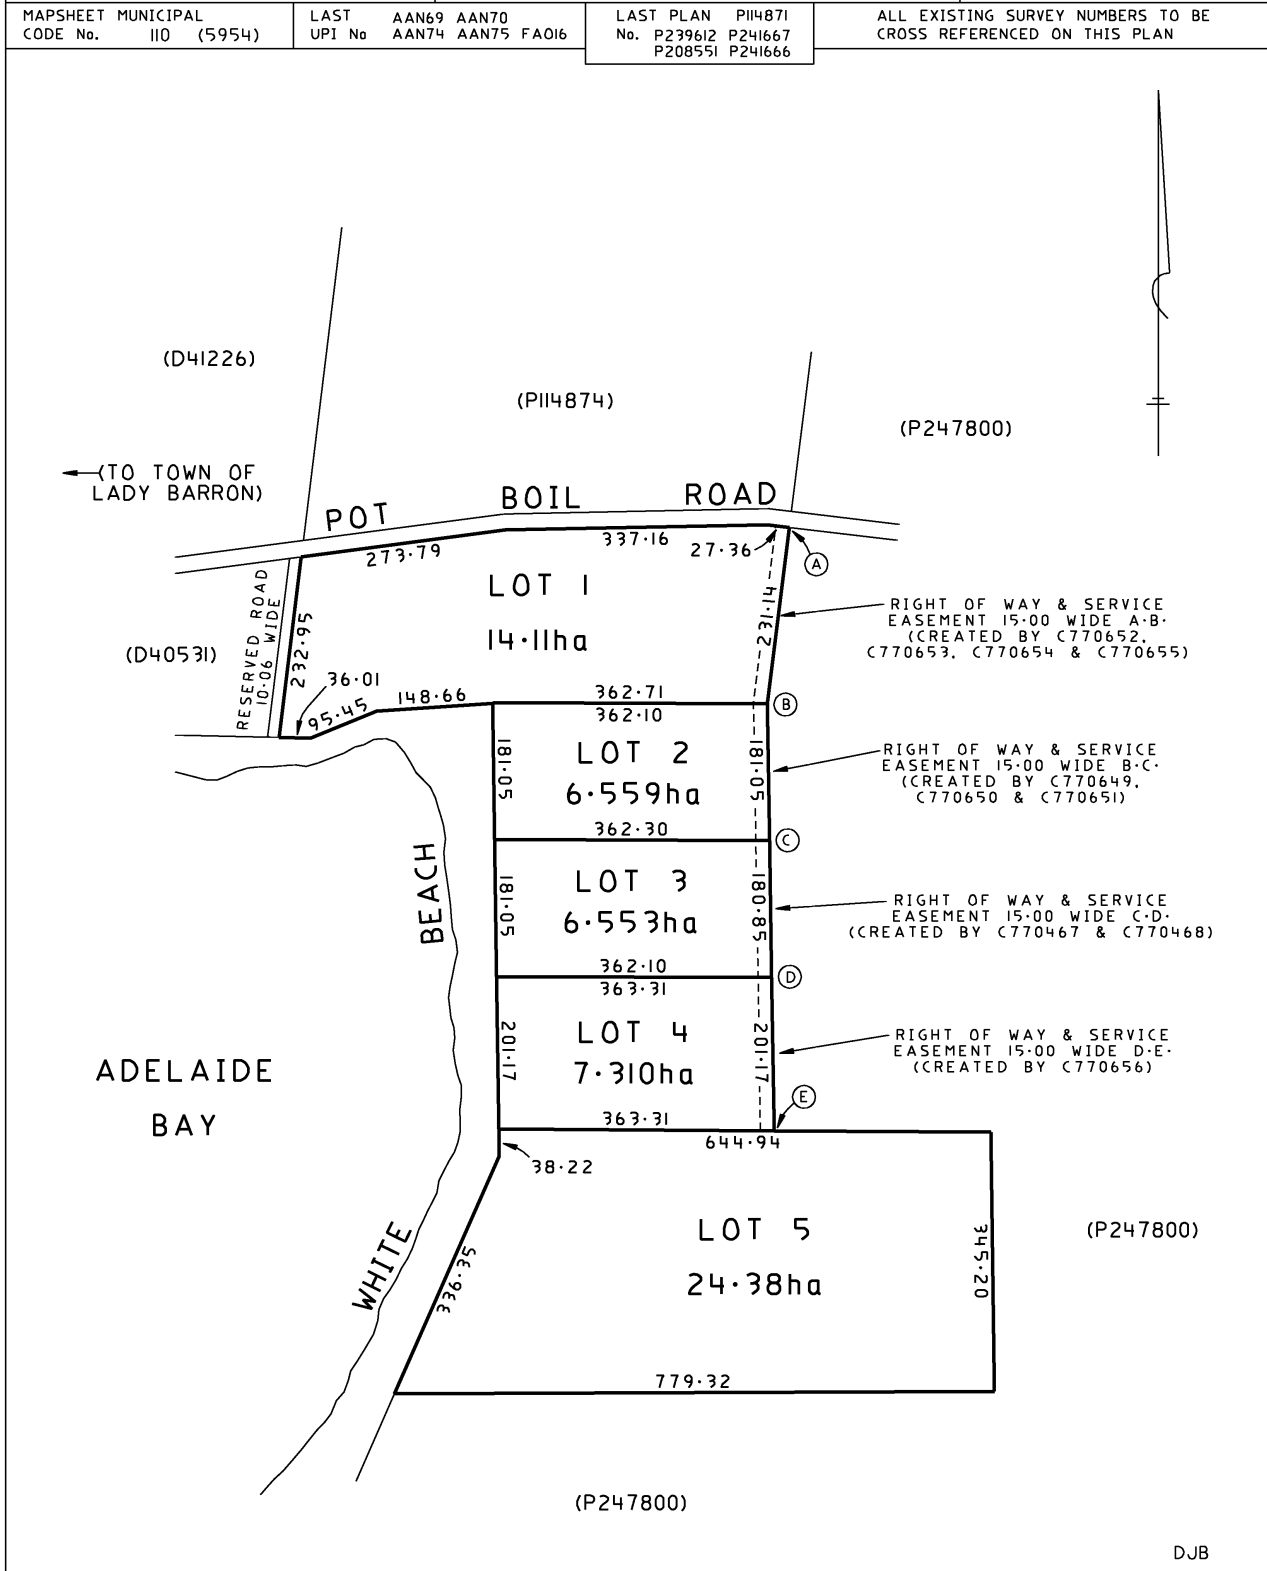 MAPSHEET MUNICIPAL
CODE No. 110 (5954)
LAST UPI No
AAN69 AAN70
AAN74 AAN75 FAO16
LAST PLAN P114871
No. P239612 P241667
P208551 P241666
ALL EXISTING SURVEY NUMBERS TO BE
CROSS REFERENCED ON THIS PLAN
(D41226)
(P114874)
(P247800)
(TO TOWN OF
LADY BARRON)
POT BOIL ROAD
273·79
337·16
27·36
A
LOT 1
14·11ha
RESERVED ROAD
10·06 WIDE
232·95
231·14
(D40531)
RIGHT OF WAY & SERVICE
EASEMENT 15·00 WIDE A·B·
(CREATED BY C770652,
C770653, C770654 & C770655)
36·01
95·45
148·66
362·71
B
362·10
LOT 2
6·559ha
181·05
181·05
RIGHT OF WAY & SERVICE
EASEMENT 15·00 WIDE B·C·
(CREATED BY C770649,
C770650 & C770651)
362·30
C
LOT 3
6·553ha
181·05
180·85
RIGHT OF WAY & SERVICE
EASEMENT 15·00 WIDE C·D·
(CREATED BY C770467 & C770468)
362·10
D
363·31
LOT 4
7·310ha
201·17
201·17
RIGHT OF WAY & SERVICE
EASEMENT 15·00 WIDE D·E·
(CREATED BY C770656)
ADELAIDE
BAY
363·31
E
644·94
38·22
WHITE BEACH
336·35
LOT 5
24·38ha
345·20
(P247800)
779·32
(P247800)
DJB